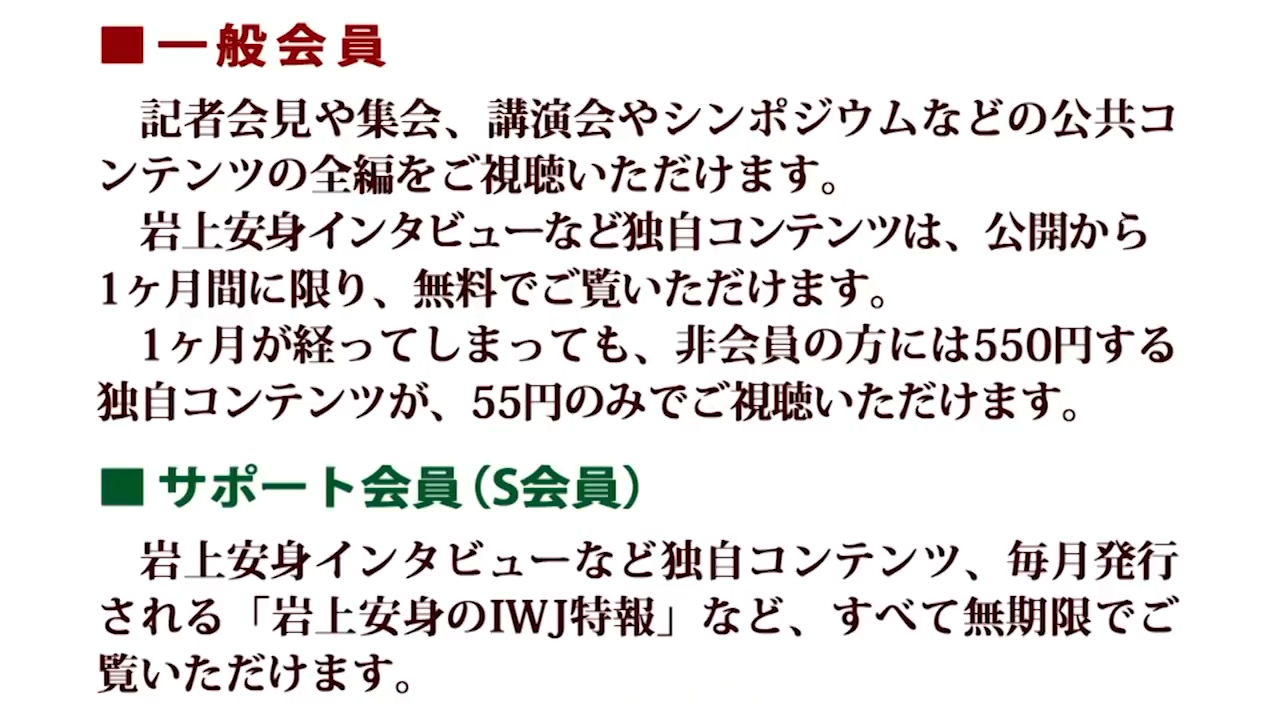 ■一般会員
　記者会見や集会、講演会やシンポジウムなどの公共コ
ンテンツの全編をご視聴いただけます。
　岩上安身インタビューなど独自コンテンツは、公開から
1ヶ月間に限り、無料でご覧いただけます。
　1ヶ月が経ってしまっても、非会員の方には550円する
独自コンテンツが、55円のみでご視聴いただけます。
■サポート会員（S会員）
　岩上安身インタビューなど独自コンテンツ、毎月発行
される「岩上安身のIWJ特報」など、すべて無期限でご
覧いただけます。